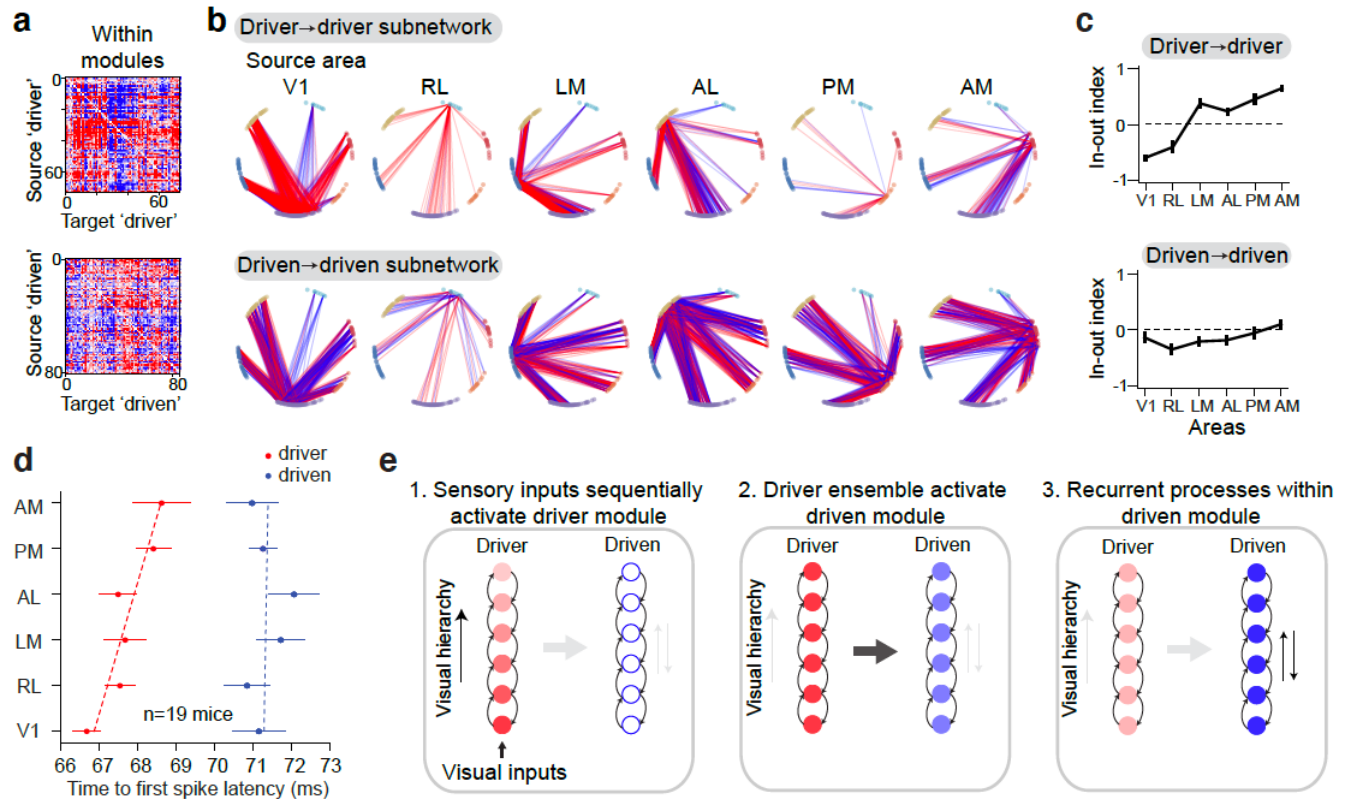 a
Within
modules
0
Source 'driver'
60
60
Target 'driver'
0
Source 'driven'
80
0
80
Target 'driven'
b
Driver→driver subnetwork
Source area
V1
RL
LM
AL
PM
AM
Driven→driven subnetwork
c
Driver→driver
1
In-out index
0
-1
V1 RL LM AL PM AM
Driven→driven
1
In-out index
0
-1
V1 RL LM AL PM AM
Areas
d
driver
driven
AM
PM
AL
LM
RL
V1
n=19 mice
66 67 68 69 70 71 72 73
Time to first spike latency (ms)
e
1. Sensory inputs sequentially
activate driver module
Driver
Driven
Visual hierarchy
Visual inputs
2. Driver ensemble activate
driven module
Driver
Driven
Visual hierarchy
3. Recurrent processes within
driven module
Driver
Driven
Visual hierarchy